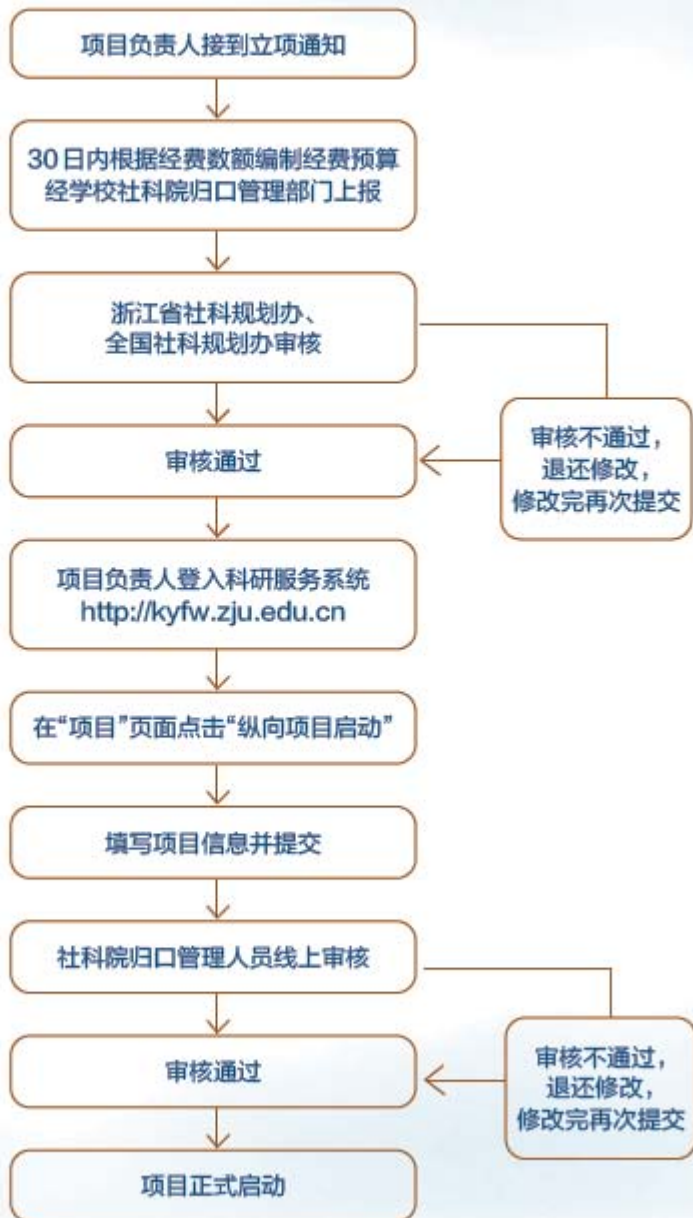 项目负责人接到立项通知
30日内根据经费数额编制经费预算
经学校社科院归口管理部门上报
浙江省社科规划办、
全国社科规划办审核
审核不通过，
退还修改，
修改完再次提交
审核通过
项目负责人登入科研服务系统
http://kyfw.zju.edu.cn
在“项目”页面点击“纵向项目启动”
填写项目信息并提交
社科院归口管理人员线上审核
审核不通过，
退还修改，
修改完再次提交
审核通过
项目正式启动